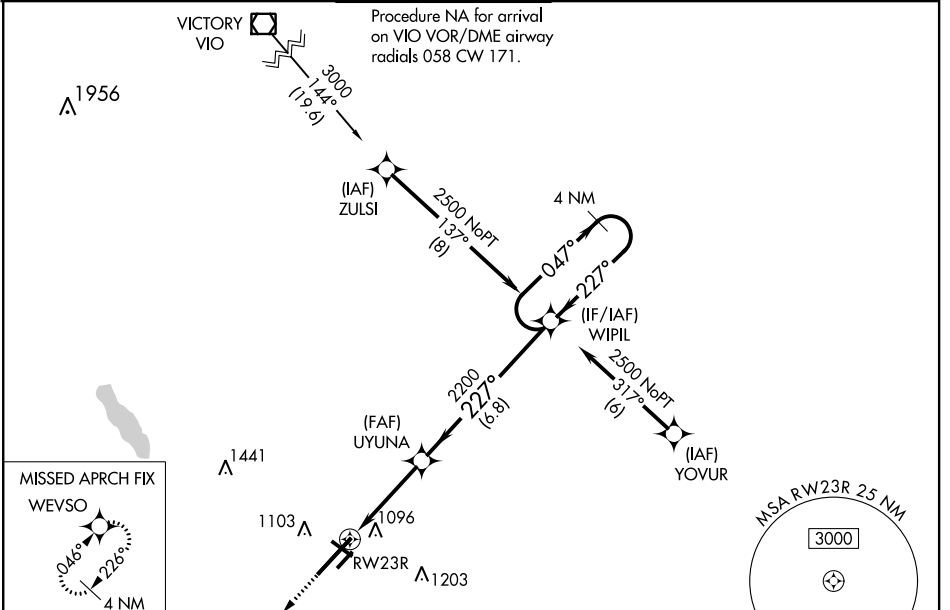 Procedure NA for arrival
on VIO VOR/DME airway
radials 058 CW 171.
VICTORY
VIO
3000
144°
(19.6)
1956
(IAF)
ZULSI
2500 NoPT
137°
(8)
4 NM
047°
227°
(IF/IAF)
WIPIL
2500 NoPT
317°
(6)
(IAF)
YOVUR
2200
227°
(6.8)
(FAF)
UYUNA
1441
1103
1096
RW23R
1203
MISSED APRCH FIX
WEVSO
046°
226°
4 NM
MSA RW23R 25 NM
3000